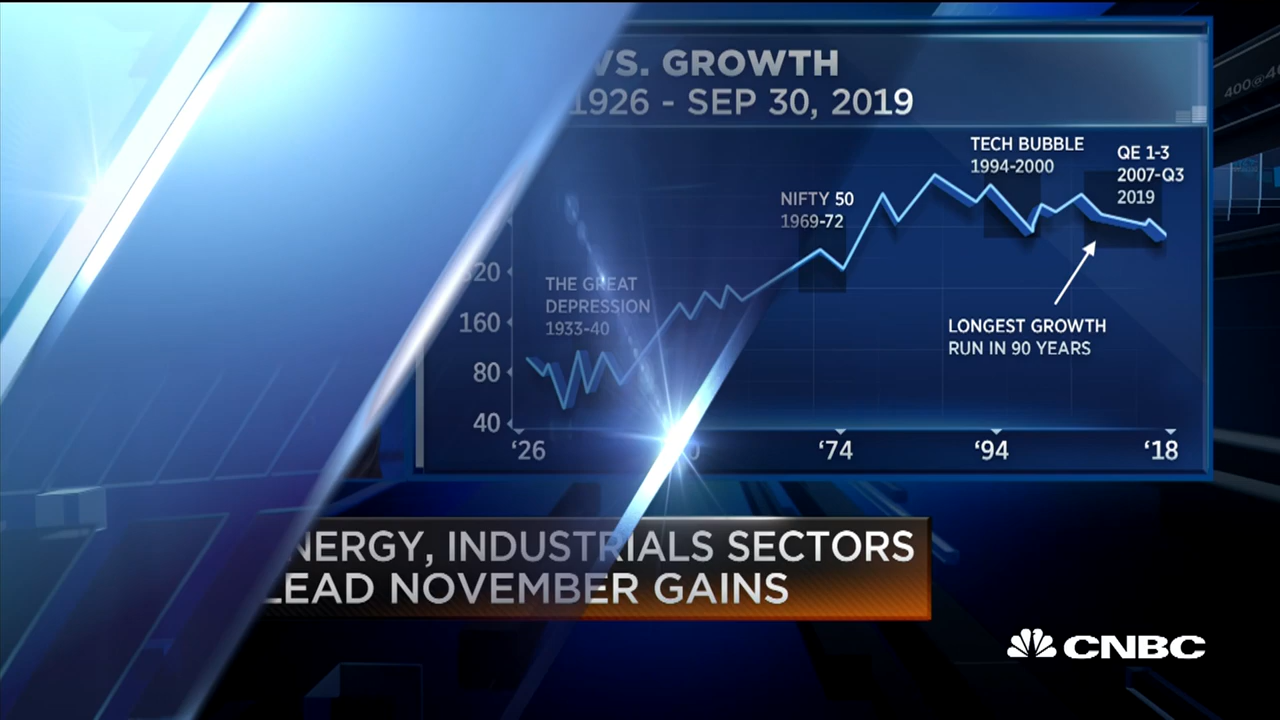 VS. GROWTH
1926 - SEP 30, 2019
400@4
TECH BUBBLE
1994-2000
QE 1-3
2007-Q3
2019
NIFTY 50
1969-72
THE GREAT
DEPRESSION
1933-40
LONGEST GROWTH
RUN IN 90 YEARS
320
160
80
40
‘26
‘74
‘94
‘18
ENERGY, INDUSTRIALS SECTORS
LEAD NOVEMBER GAINS
CNBC